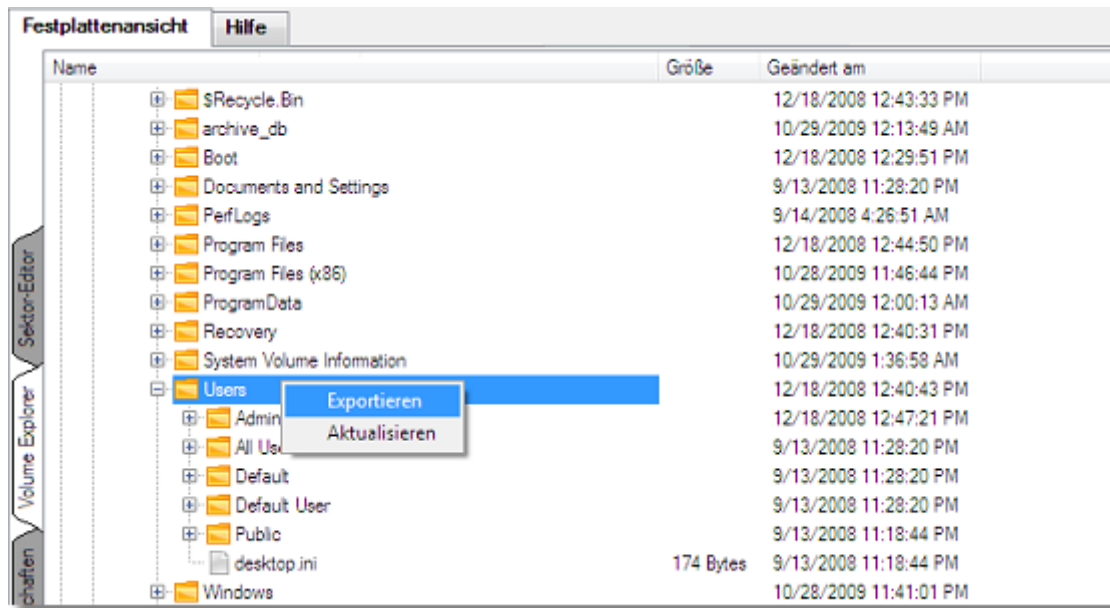 Festplattenansicht Hilfe
Name Größe Geändert am
$Recycle.Bin 12/18/2008 12:43:33 PM
archive_db 10/29/2009 12:13:49 AM
Boot 12/18/2008 12:29:51 PM
Documents and Settings 9/13/2008 11:28:20 PM
PerfLogs 9/14/2008 4:26:51 AM
Program Files 12/18/2008 12:44:50 PM
Program Files (x86) 10/28/2009 11:46:44 PM
ProgramData 10/29/2009 12:00:13 AM
Recovery 12/18/2008 12:40:31 PM
System Volume Information 10/29/2009 1:36:58 AM
Users 12/18/2008 12:40:43 PM
Admin 12/18/2008 12:47:21 PM
All Use 9/13/2008 11:28:20 PM
Default 9/13/2008 11:28:20 PM
Default User 9/13/2008 11:28:20 PM
Public 9/13/2008 11:18:44 PM
desktop.ini 174 Bytes 9/13/2008 11:18:44 PM
Windows 10/28/2009 11:41:01 PM
Exportieren
Aktualisieren
Sektor-Editor
Volume Explorer
chaften